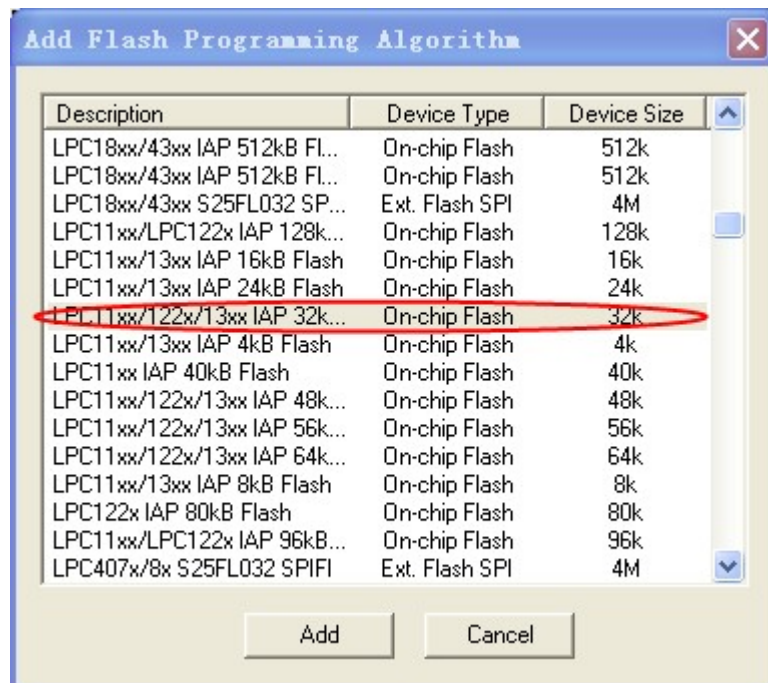 Add Flash Programming Algorithm
Description Device Type Device Size
LPC18xx/43xx IAP 512kB Fl... On-chip Flash 512k
LPC18xx/43xx IAP 512kB Fl... On-chip Flash 512k
LPC18xx/43xx S25FL032 SP... Ext. Flash SPI 4M
LPC11xx/LPC122x IAP 128k... On-chip Flash 128k
LPC11xx/13xx IAP 16kB Flash On-chip Flash 16k
LPC11xx/13xx IAP 24kB Flash On-chip Flash 24k
LPC11xx/122x/13xx IAP 32k... On-chip Flash 32k
LPC11xx/13xx IAP 4kB Flash On-chip Flash 4k
LPC11xx IAP 40kB Flash On-chip Flash 40k
LPC11xx/122x/13xx IAP 48k... On-chip Flash 48k
LPC11xx/122x/13xx IAP 56k... On-chip Flash 56k
LPC11xx/122x/13xx IAP 64k... On-chip Flash 64k
LPC11xx/13xx IAP 8kB Flash On-chip Flash 8k
LPC122x IAP 80kB Flash On-chip Flash 80k
LPC11xx/LPC122x IAP 96kB... On-chip Flash 96k
LPC407x/8x S25FL032 SPIFI Ext. Flash SPI 4M
Add Cancel